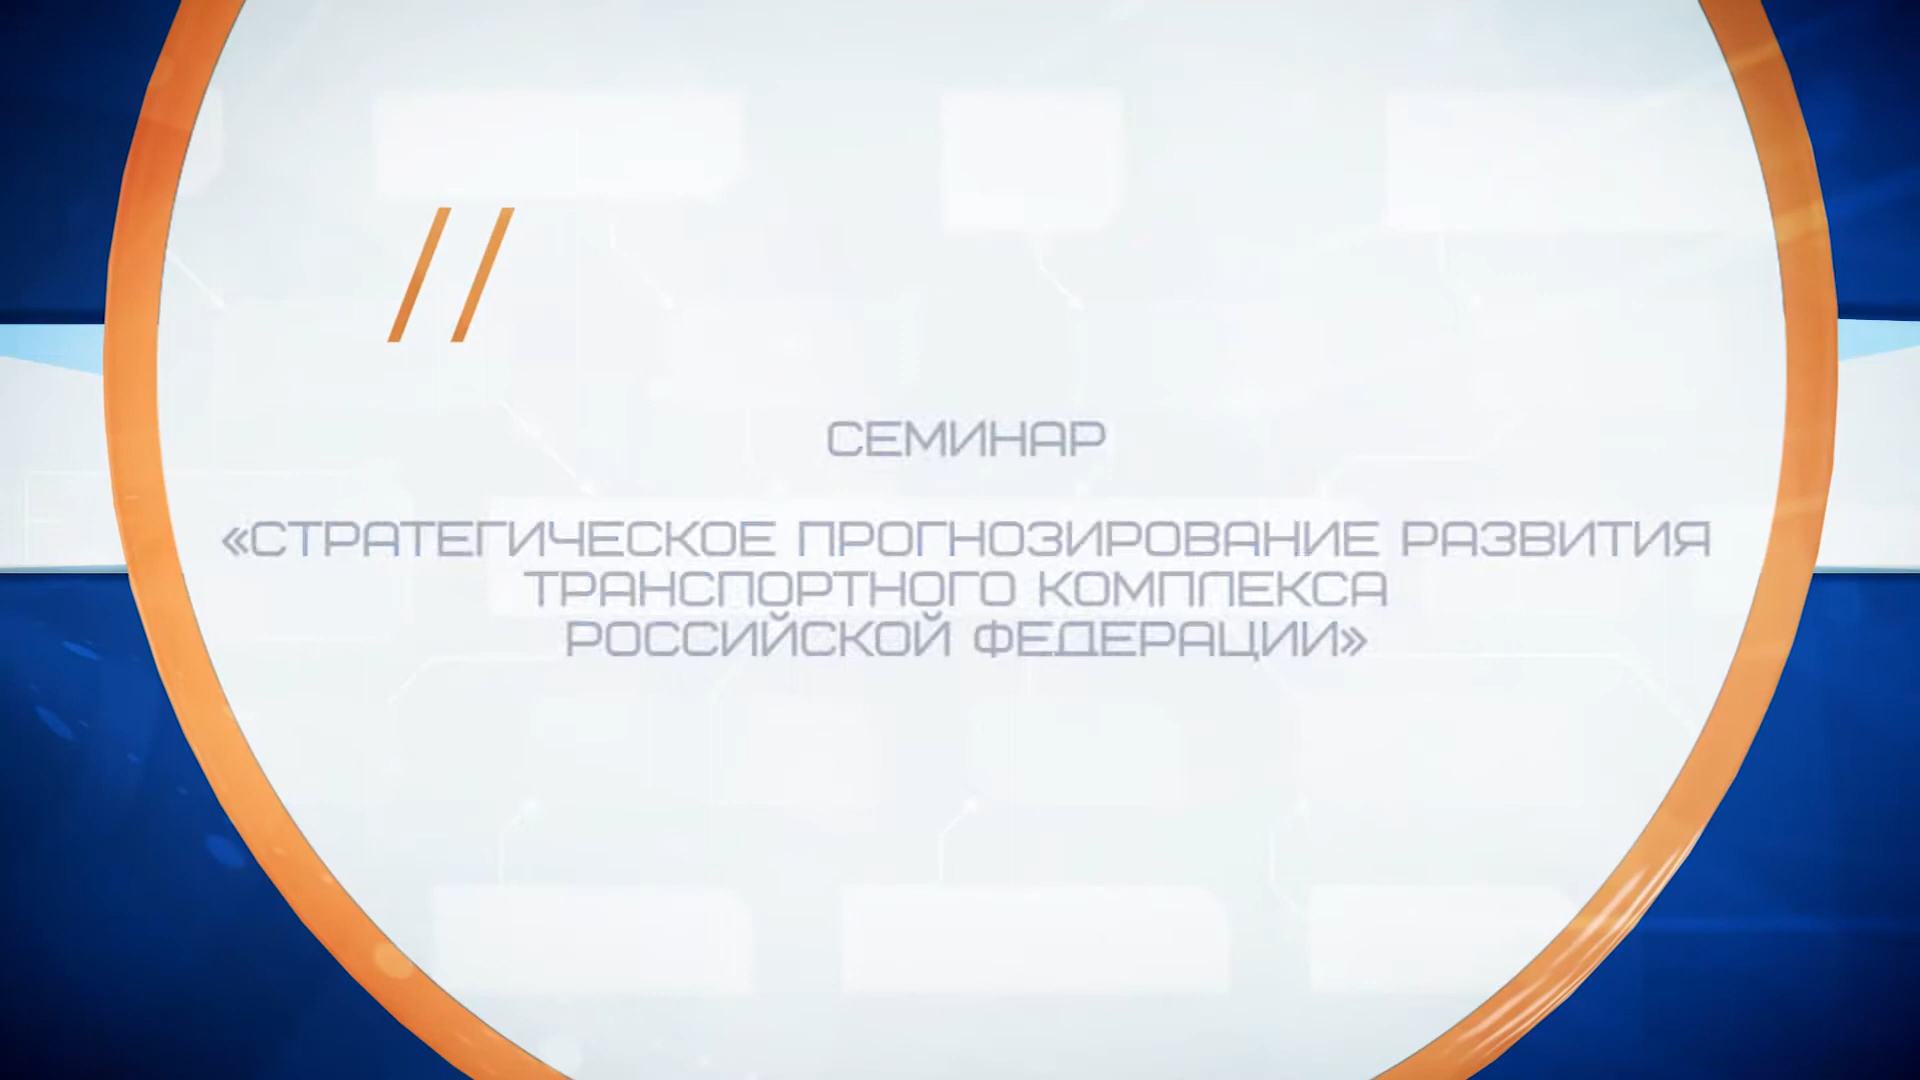 //
СЕМИНАР
«СТРАТЕГИЧЕСКОЕ ПРОГНОЗИРОВАНИЕ РАЗВИТИЯ
ТРАНСПОРТНОГО КОМПЛЕКСА
РОССИЙСКОЙ ФЕДЕРАЦИИ»